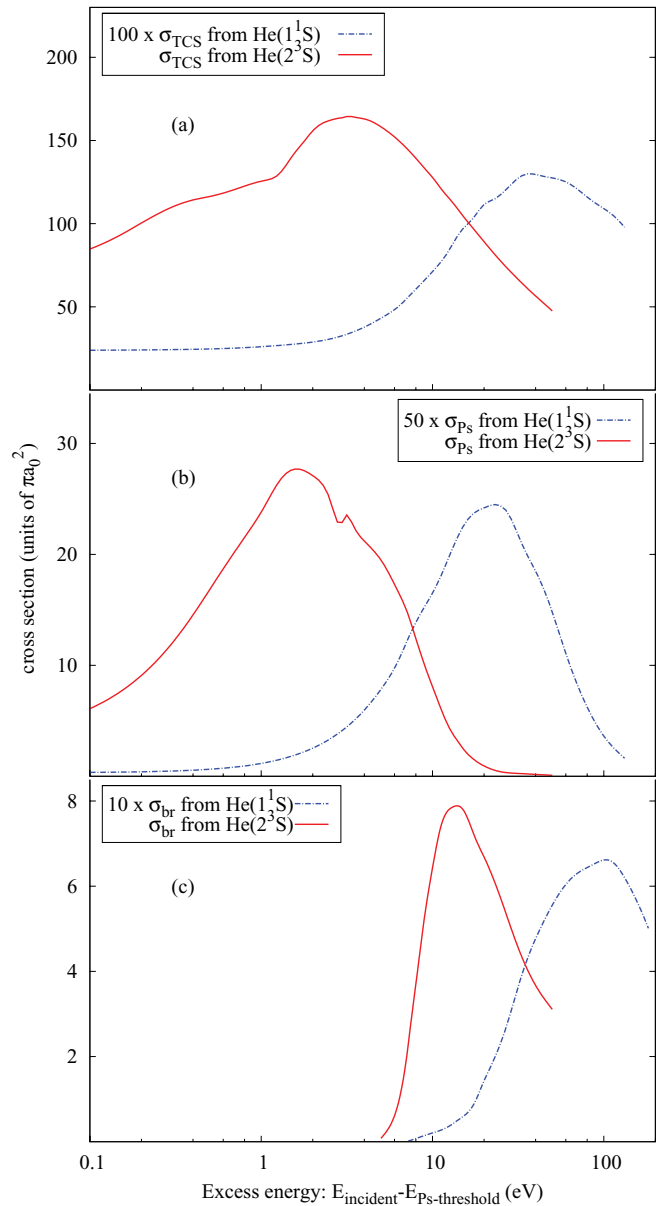 100 x σTCS from He(1¹S)
σTCS from He(2³S)
200
150
100
50
(a)
50 x σPs from He(1¹S)
σPs from He(2³S)
30
20
10
(b)
cross section (units of πa₀²)
10 x σbr from He(1¹S)
σbr from He(2³S)
8
6
4
2
(c)
0.1 1 10 100
Excess energy: Eincident-EPs-threshold (eV)